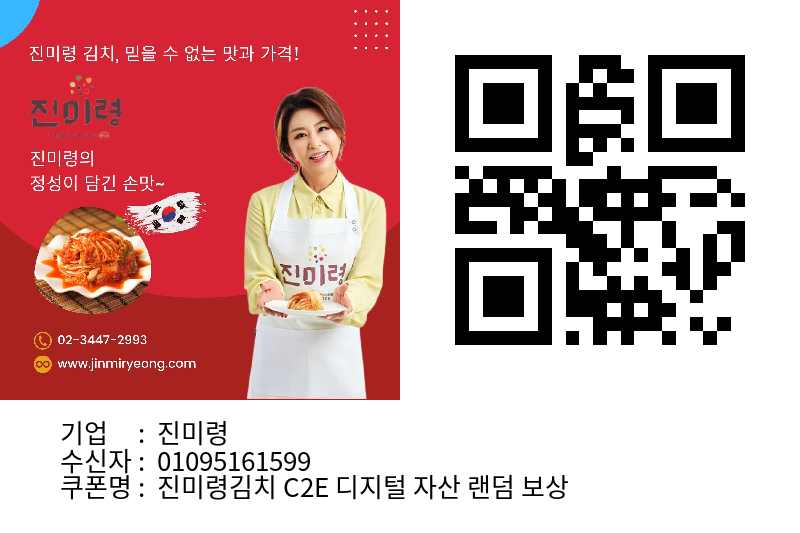 진미령 김치, 믿을 수 없는 맛과 가격!
진미령
진미령의
정성이 담긴 손맛~
진미령
02-3447-2993
www.jinmiryeong.com
기업 : 진미령
수신자 : 01095161599
쿠폰명 : 진미령김치 C2E 디지털 자산 랜덤 보상